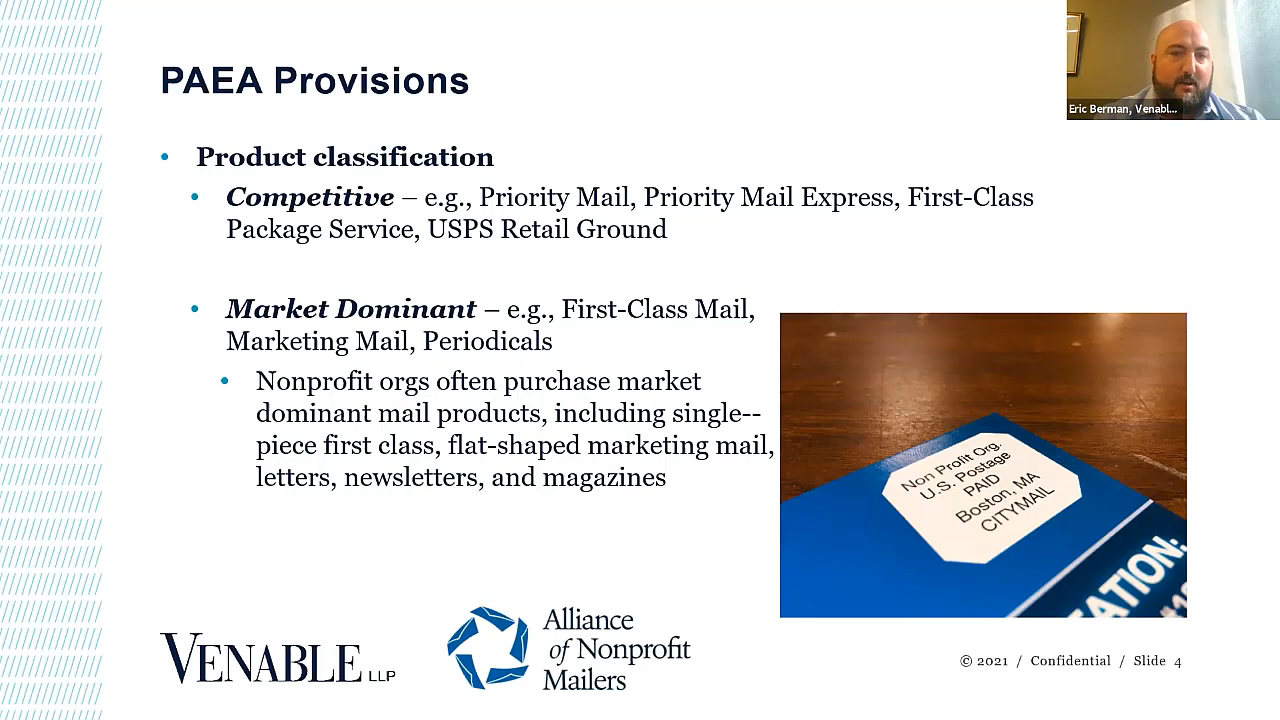 PAEA Provisions
Eric Berman, Venabl...
• Product classification
• Competitive – e.g., Priority Mail, Priority Mail Express, First-Class
Package Service, USPS Retail Ground
• Market Dominant – e.g., First-Class Mail,
Marketing Mail, Periodicals
• Nonprofit orgs often purchase market
dominant mail products, including single--
piece first class, flat-shaped marketing mail,
letters, newsletters, and magazines
Non Profit Org.
U.S. Postage
PAID
Boston, MA
CITYMAIL
ATION:
VENABLE LLP
Alliance
of Nonprofit
Mailers
© 2021 / Confidential / Slide 4